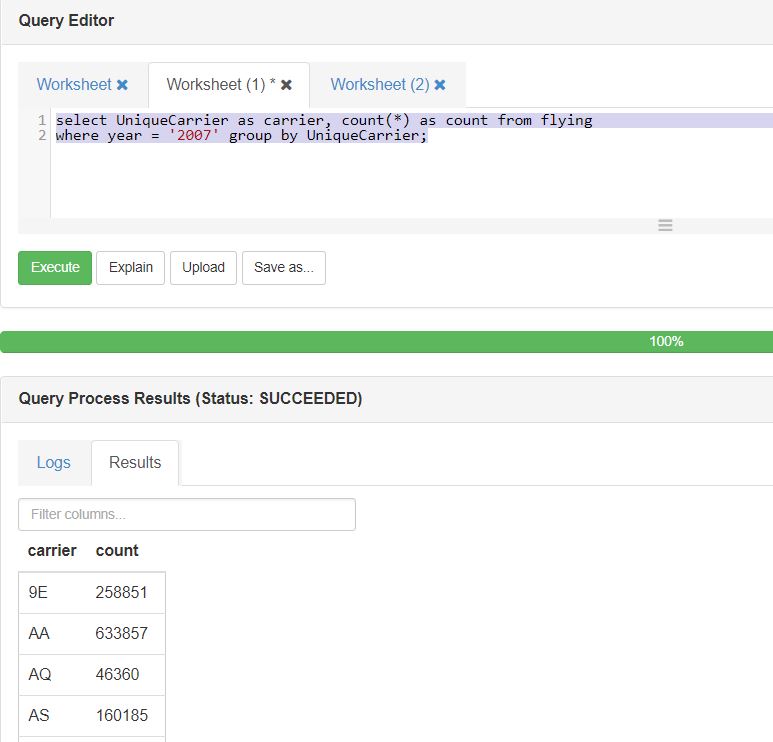 Query Editor
Worksheet ✖ Worksheet (1) * ✖ Worksheet (2) ✖
1 select UniqueCarrier as carrier, count(*) as count from flying
2 where year = '2007' group by UniqueCarrier;
Execute Explain Upload Save as...
100%
Query Process Results (Status: SUCCEEDED)
Logs Results
Filter columns...
carrier count
9E 258851
AA 633857
AQ 46360
AS 160185